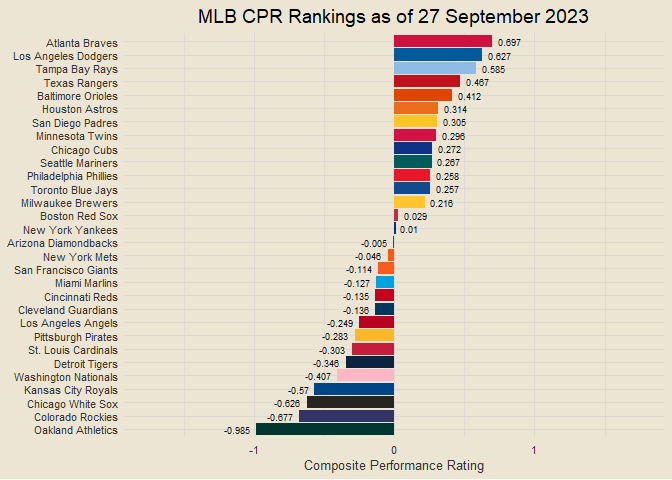 MLB CPR Rankings as of 27 September 2023
Atlanta Braves 0.697
Los Angeles Dodgers 0.627
Tampa Bay Rays 0.585
Texas Rangers 0.467
Baltimore Orioles 0.412
Houston Astros 0.314
San Diego Padres 0.305
Minnesota Twins 0.296
Chicago Cubs 0.272
Seattle Mariners 0.267
Philadelphia Phillies 0.258
Toronto Blue Jays 0.257
Milwaukee Brewers 0.216
Boston Red Sox 0.029
New York Yankees 0.01
Arizona Diamondbacks -0.005
New York Mets -0.046
San Francisco Giants -0.114
Miami Marlins -0.127
Cincinnati Reds -0.135
Cleveland Guardians -0.136
Los Angeles Angels -0.249
Pittsburgh Pirates -0.283
St. Louis Cardinals -0.303
Detroit Tigers -0.346
Washington Nationals -0.407
Kansas City Royals -0.57
Chicago White Sox -0.626
Colorado Rockies -0.677
Oakland Athletics -0.985
-1 0 1
Composite Performance Rating